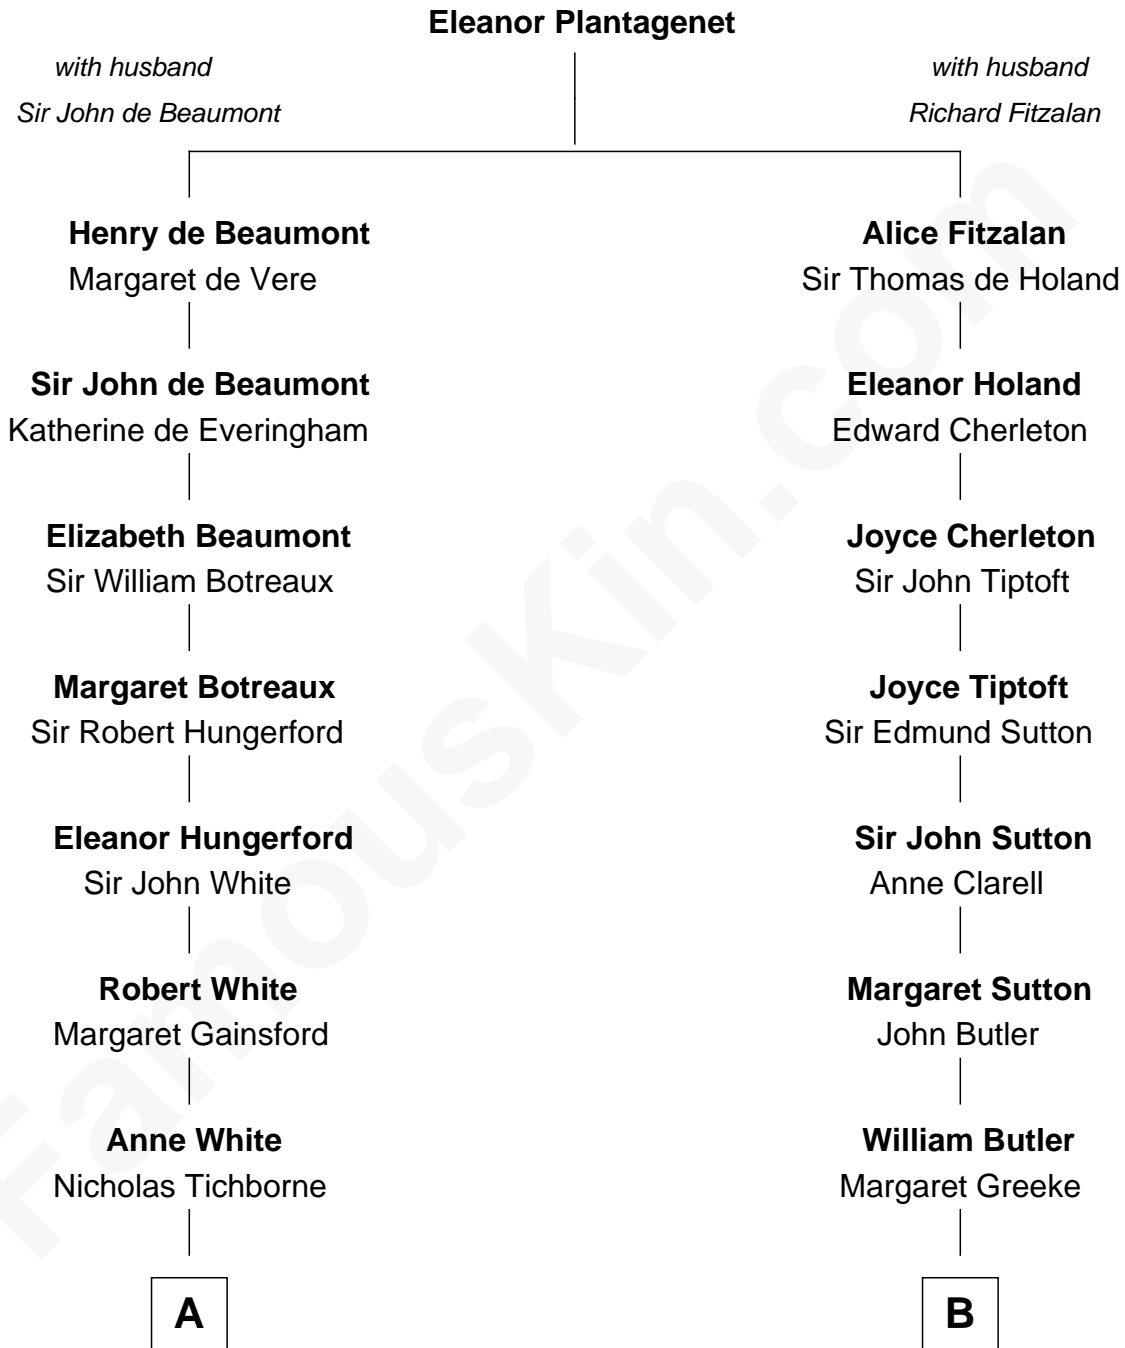 Eleanor Plantagenet
with husband
Sir John de Beaumont
with husband
Richard Fitzalan
Henry de Beaumont
Margaret de Vere
Alice Fitzalan
Sir Thomas de Holand
Sir John de Beaumont
Katherine de Everingham
Eleanor Holand
Edward Cherleton
Elizabeth Beaumont
Sir William Botreaux
Joyce Cherleton
Sir John Tiptoft
Margaret Botreaux
Sir Robert Hungerford
Joyce Tiptoft
Sir Edmund Sutton
Eleanor Hungerford
Sir John White
Sir John Sutton
Anne Clarell
Robert White
Margaret Gainsford
Margaret Sutton
John Butler
Anne White
Nicholas Tichborne
William Butler
Margaret Greeke
A
B
FamousKin.com